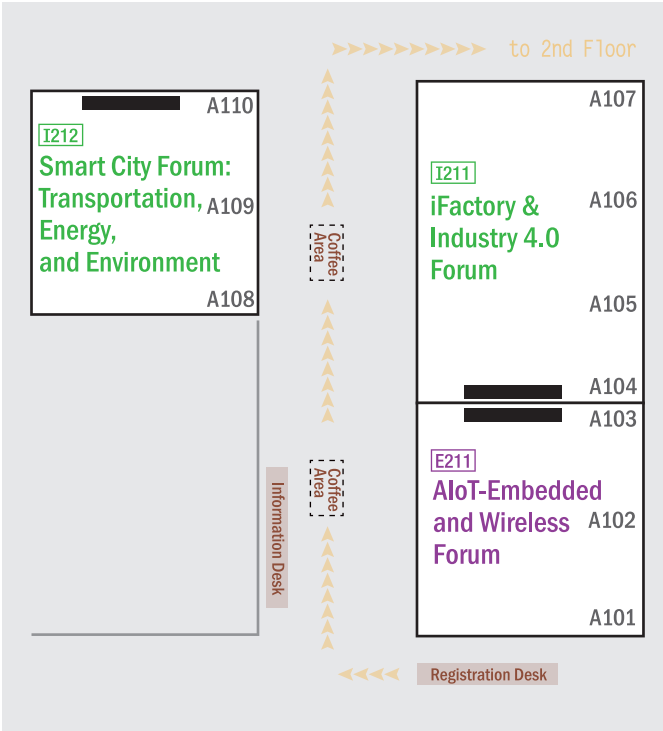 to 2nd Floor
A110
I212
Smart City Forum:
Transportation,
A109
Energy,
and Environment
A108
A107
I211
iFactory &
A106
Industry 4.0
Forum
A105
A104
Coffee
Area
Coffee
Area
Information Desk
A103
E211
AIoT-Embedded
and Wireless
A102
Forum
A101
Registration Desk